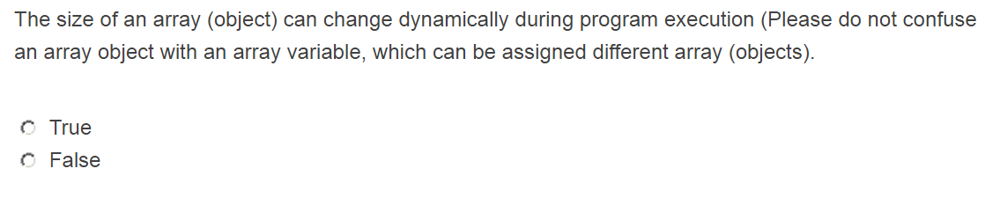 The size of an array (object) can change dynamically during program execution (Please do not confuse
an array object with an array variable, which can be assigned different array (objects).
True
False